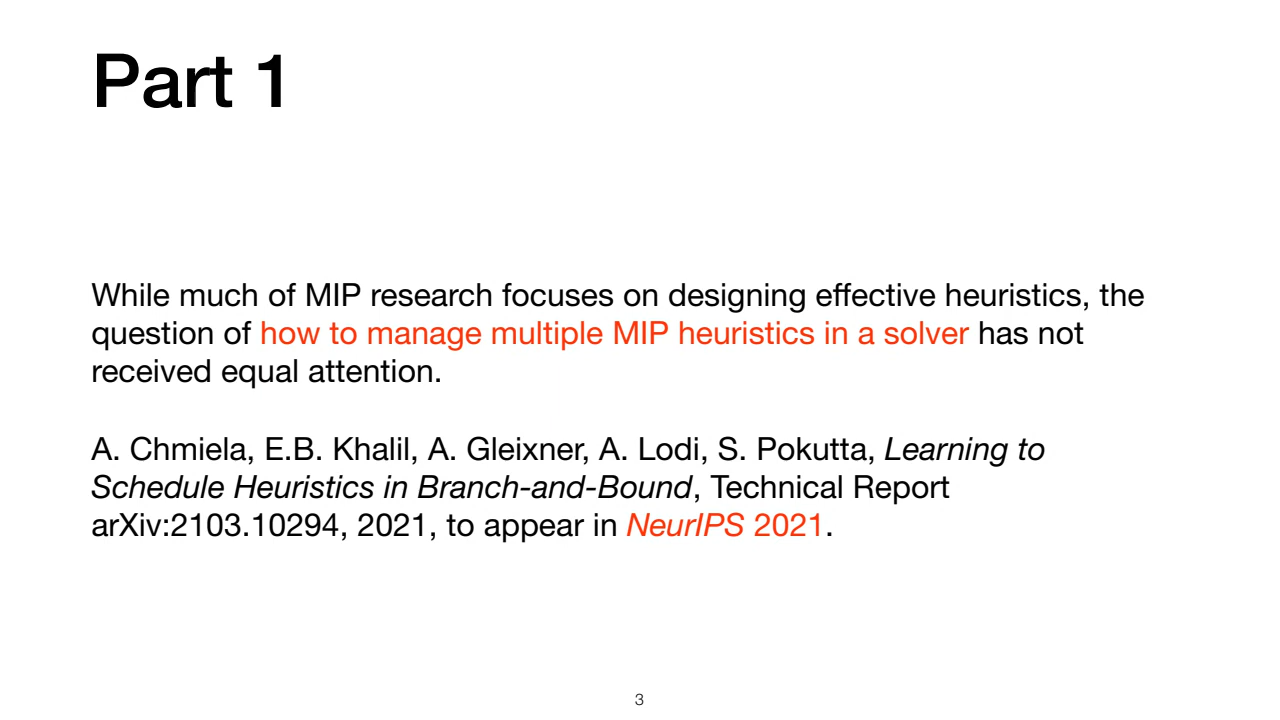 Part 1
While much of MIP research focuses on designing effective heuristics, the
question of how to manage multiple MIP heuristics in a solver has not
received equal attention.
A. Chmiela, E.B. Khalil, A. Gleixner, A. Lodi, S. Pokutta, Learning to
Schedule Heuristics in Branch-and-Bound, Technical Report
arXiv:2103.10294, 2021, to appear in NeurIPS 2021.
3